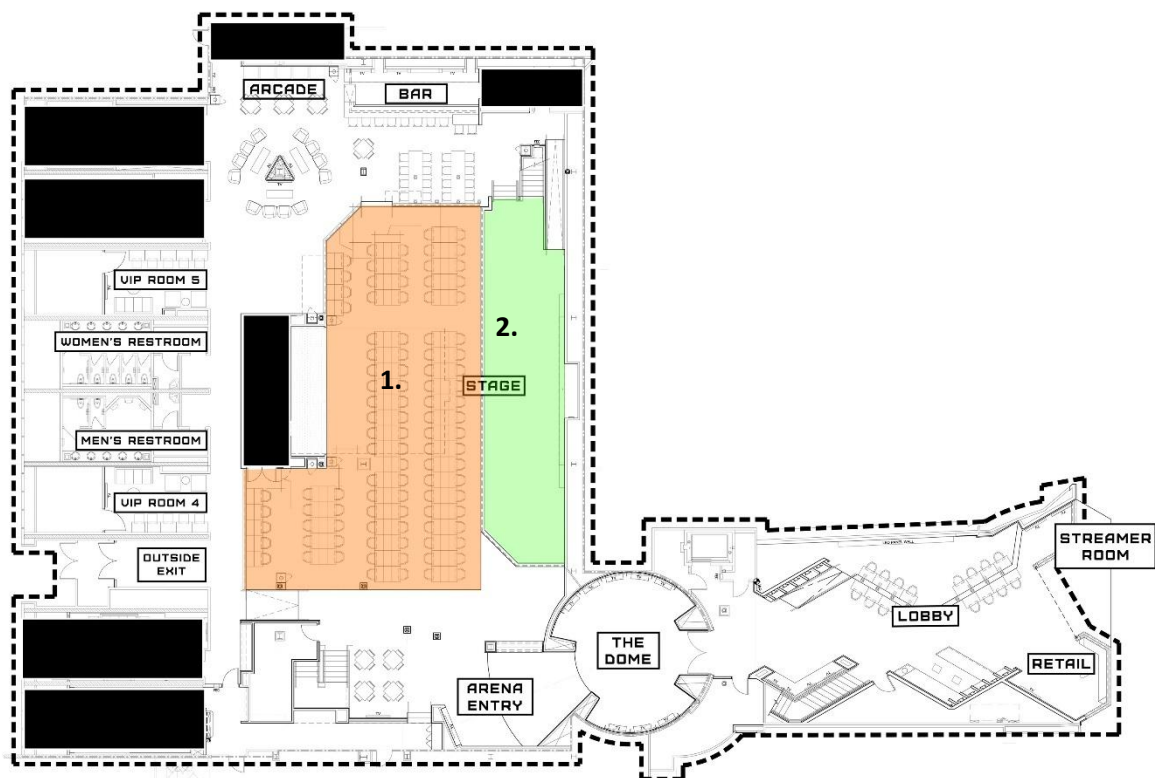 ARCADE
BAR
VIP ROOM 5
WOMEN'S RESTROOM
2.
1.
STAGE
MEN'S RESTROOM
VIP ROOM 4
OUTSIDE
EXIT
STREAMER
ROOM
LOBBY
THE
DOME
RETAIL
ARENA
ENTRY